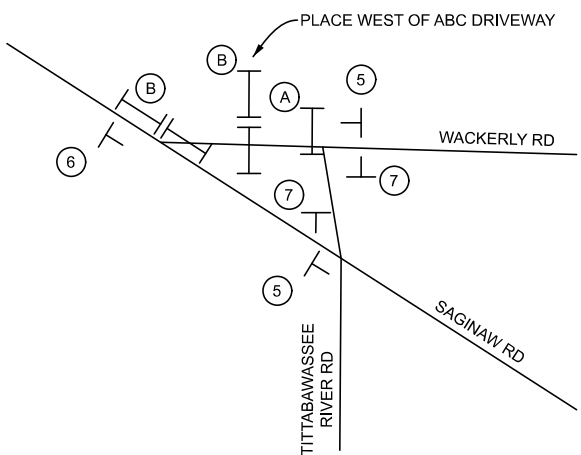 PLACE WEST OF ABC DRIVEWAY
B
5
B
A
WACKERLY RD
6
7
7
5
SAGINAW RD
TITTABAWASSEE
RIVER RD